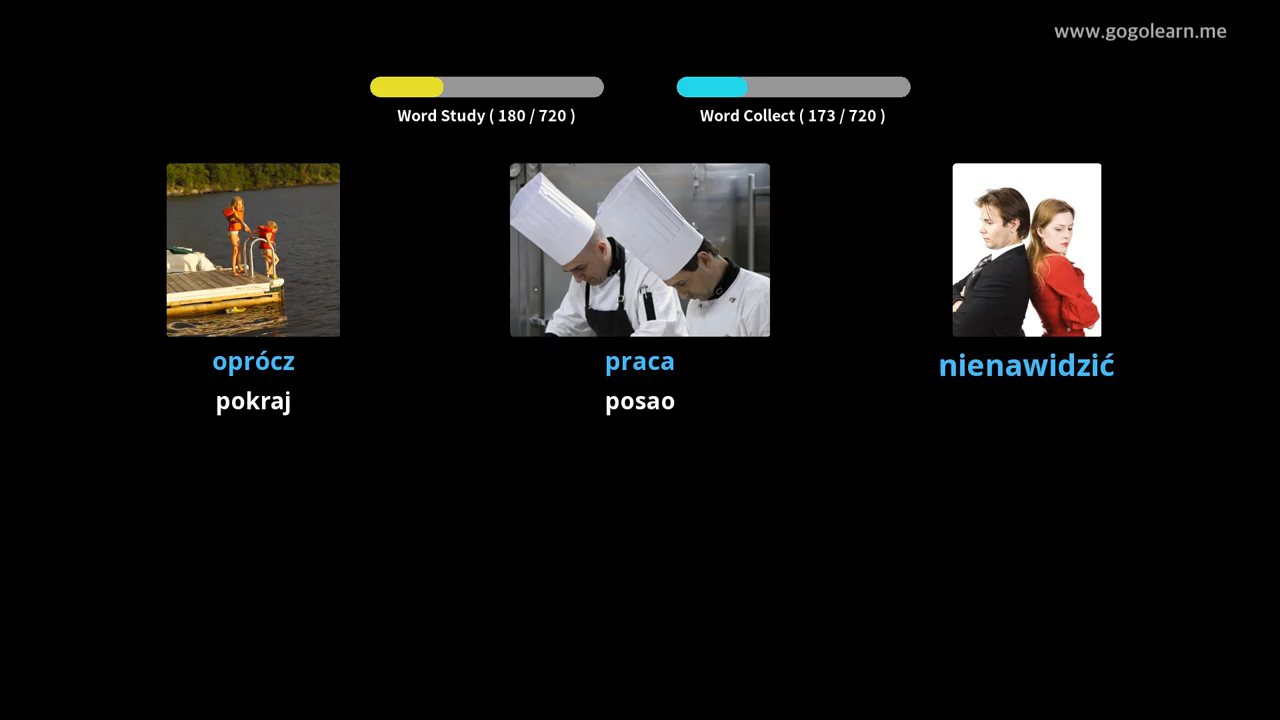 www.gogolearn.me
Word Study ( 180 / 720 )
Word Collect ( 173 / 720 )
oprócz
praca
nienawidzić
pokraj
posao